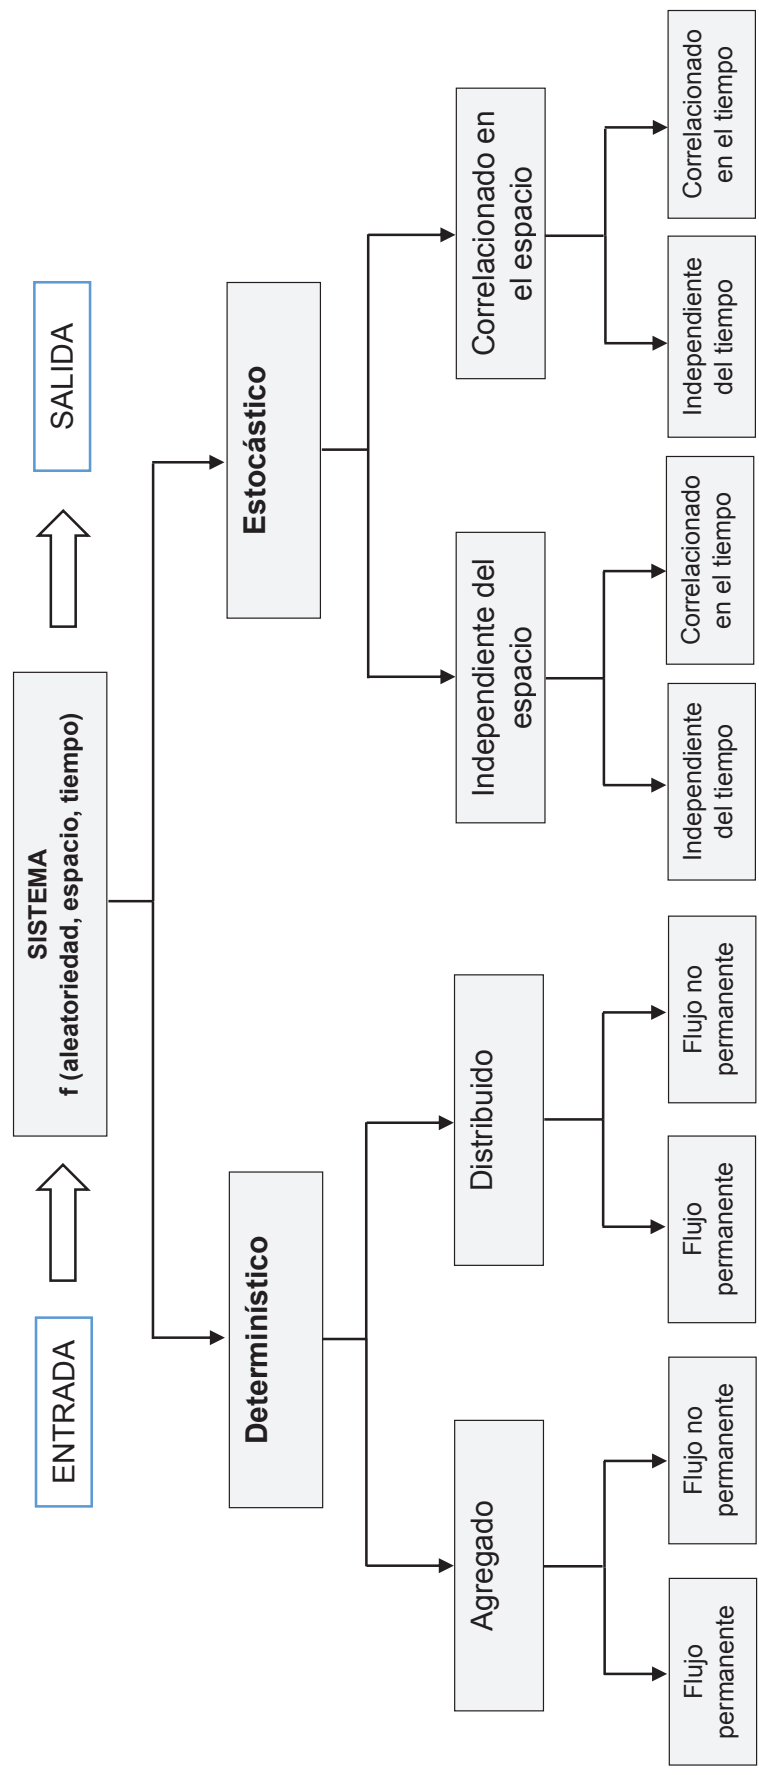 ENTRADA
SISTEMA
f (aleatoriedad, espacio, tiempo)
SALIDA
Determinístico
Estocástico
Agregado
Distribuido
Independiente del
espacio
Correlacionado en
el espacio
Flujo
permanente
Flujo no
permanente
Flujo
permanente
Flujo no
permanente
Independiente
del tiempo
Correlacionado
en el tiempo
Independiente
del tiempo
Correlacionado
en el tiempo